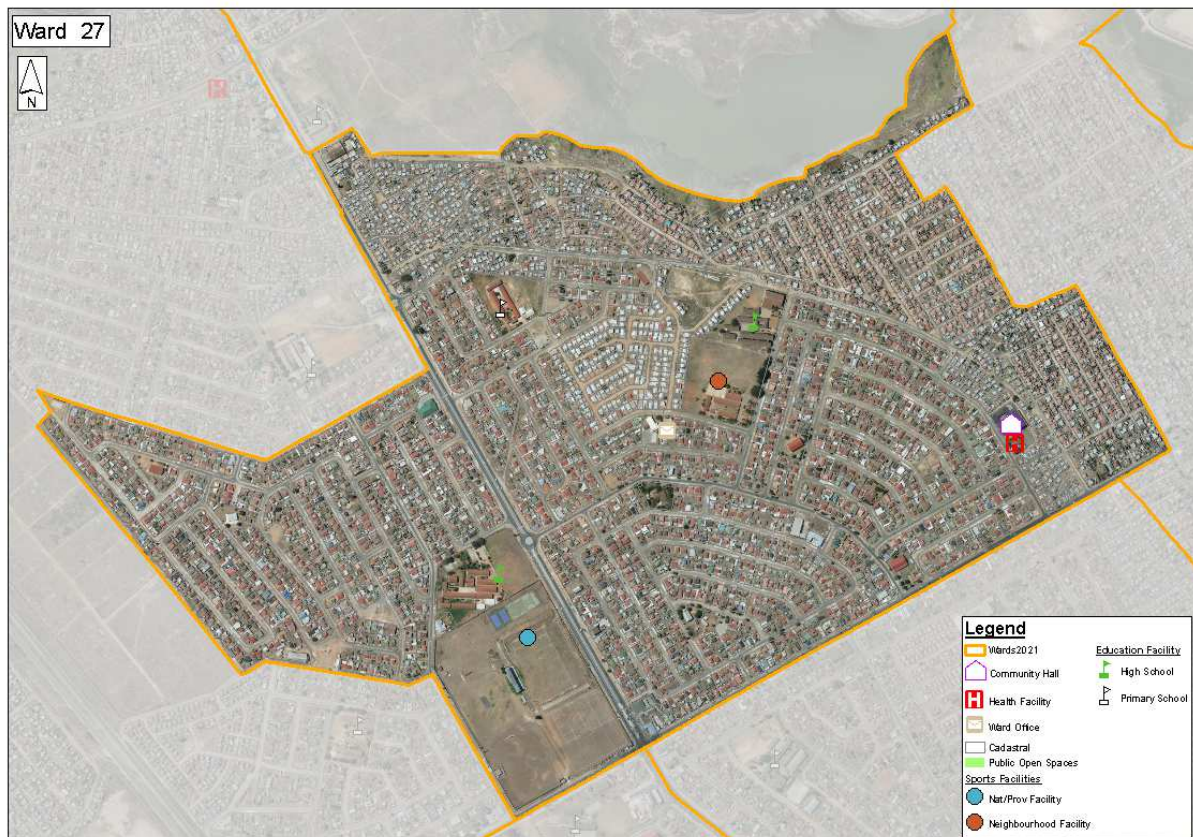 Ward 27
N
Legend
Wards2021
Community Hall
Health Facility
Ward Office
Cadastral
Public Open Spaces
Sports Facilities
Nat/Prov Facility
Neighbourhood Facility
Education Facility
High School
Primary School
H
H
H